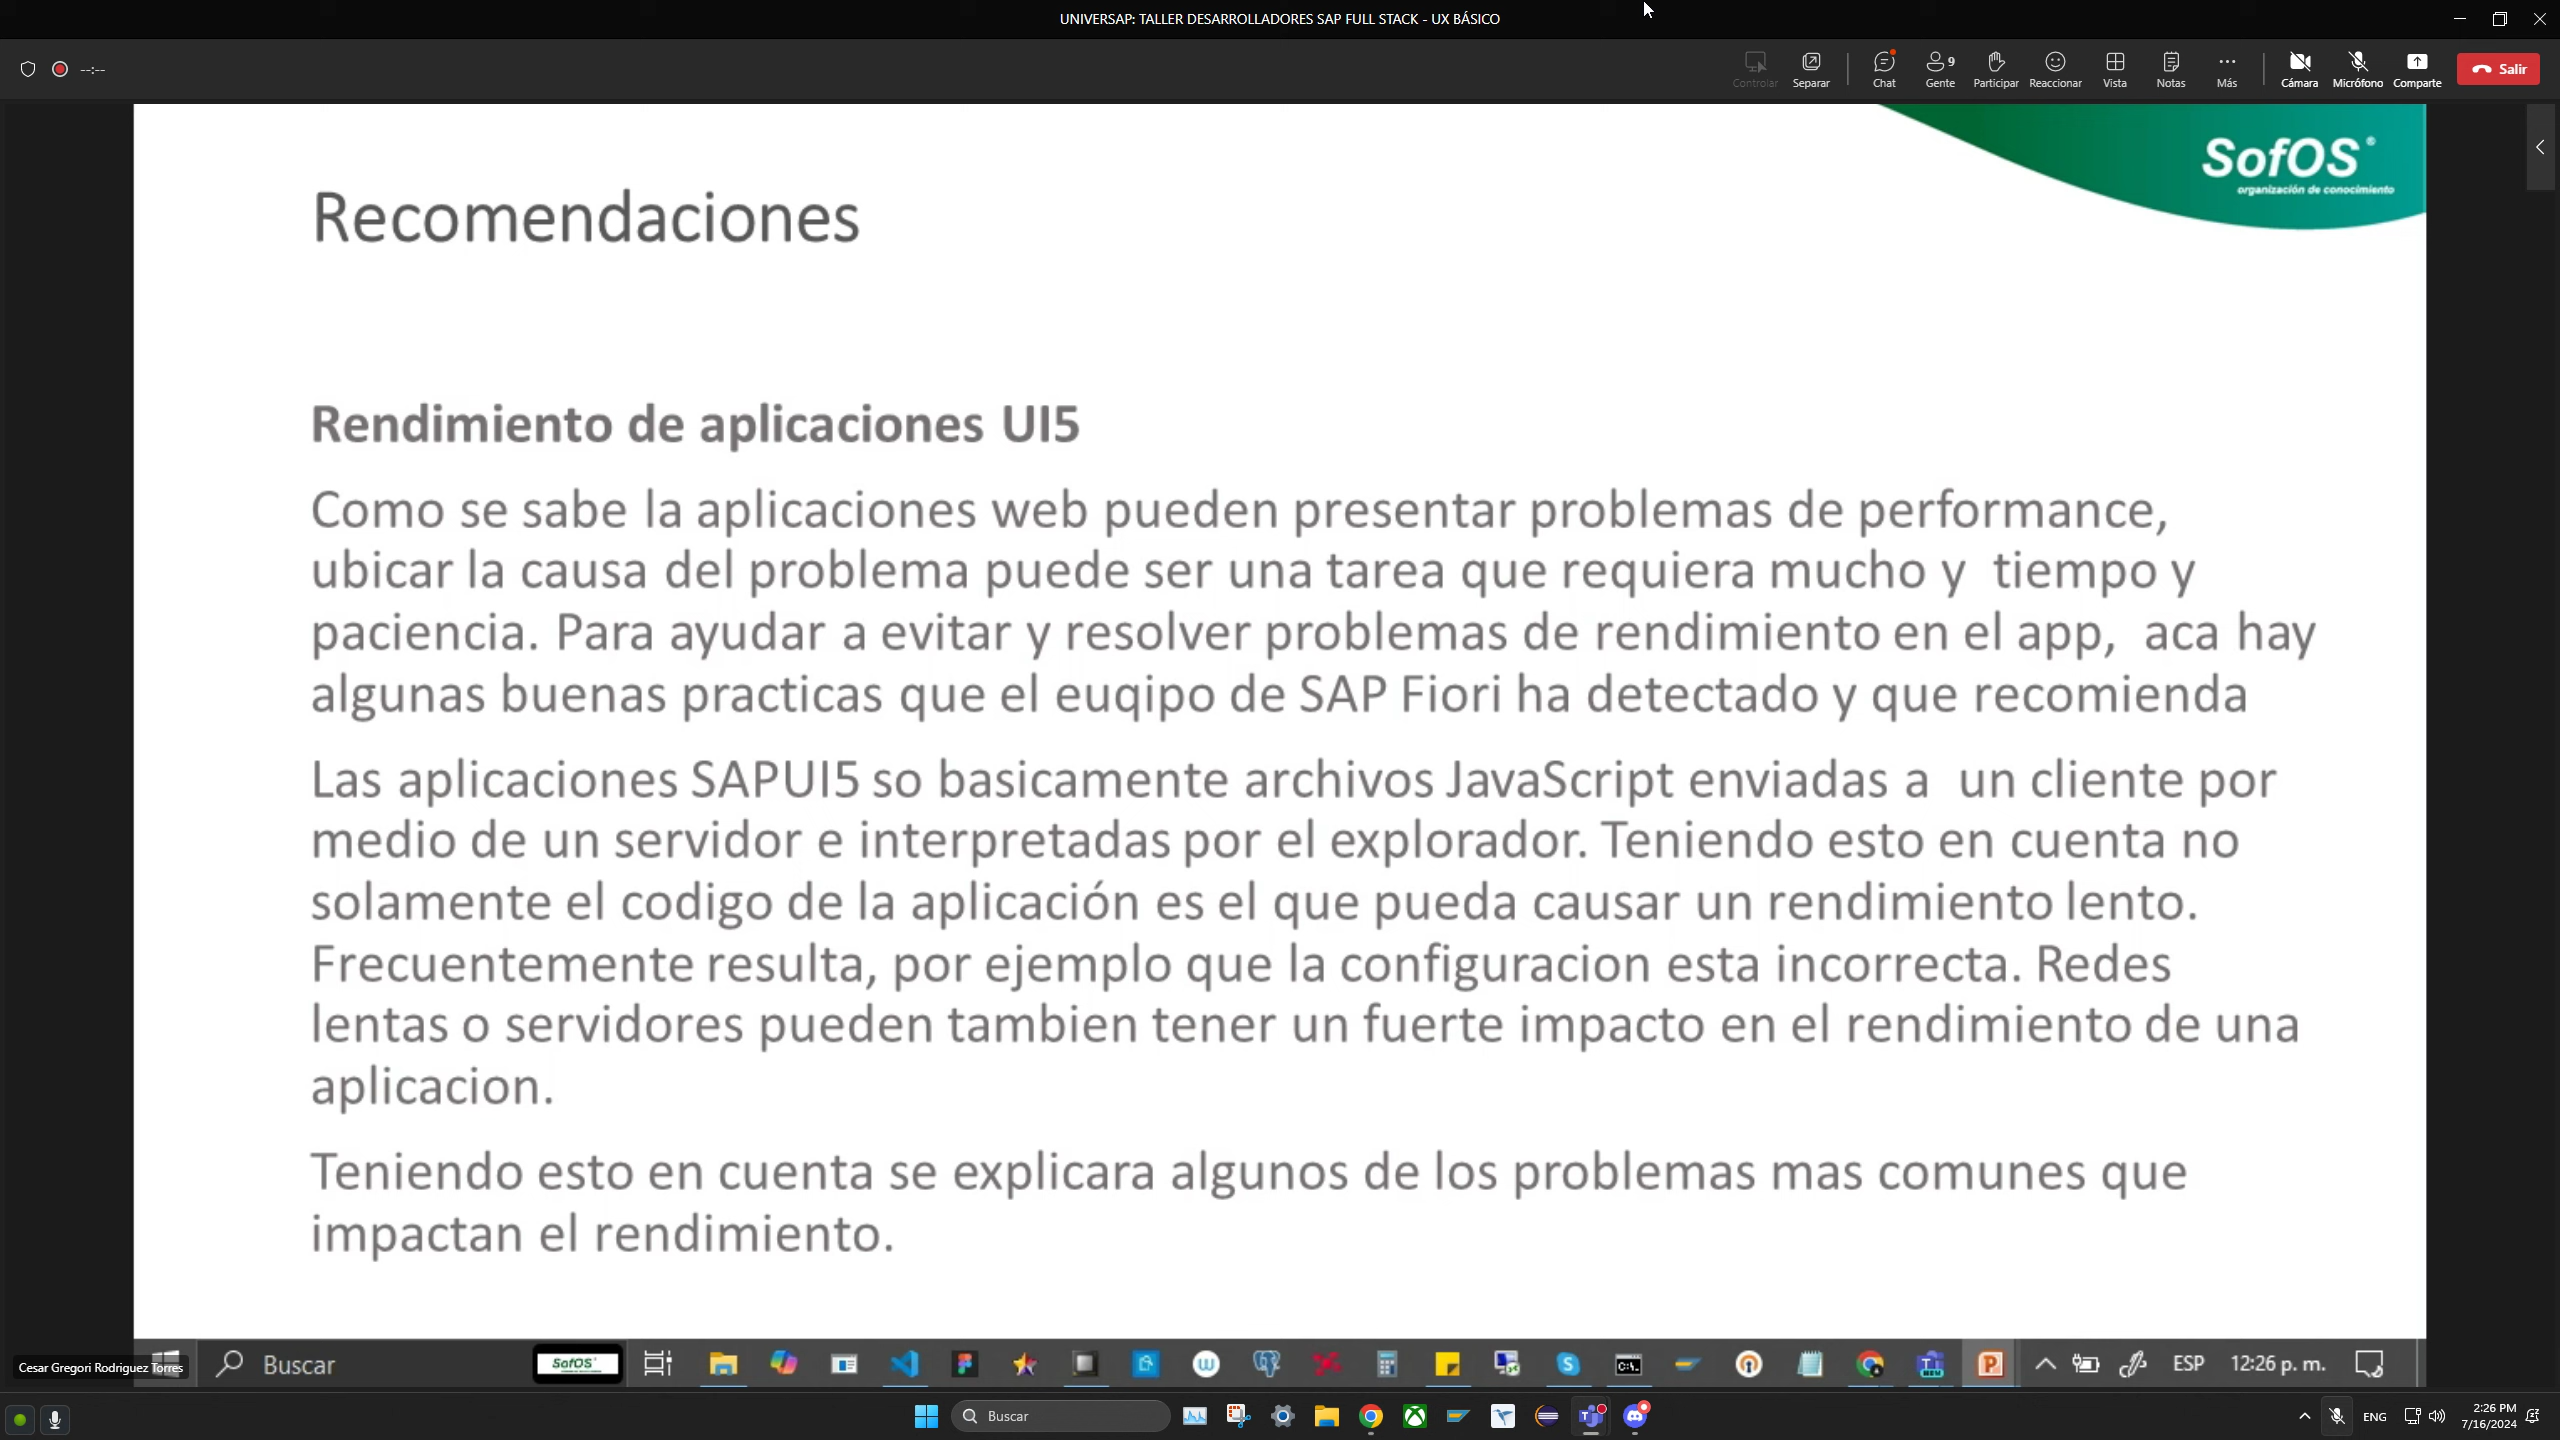 UNIVERSAP: TALLER DESARROLLADORES SAP FULL STACK - UX BÁSICO
--:--
Controlar
Separar
Chat
9
Gente
Participar
Reaccionar
Vista
Notas
Más
Cámara
Micrófono
Comparte
Salir
SofOS®
organización de conocimiento
Recomendaciones
Rendimiento de aplicaciones UI5
Como se sabe la aplicaciones web pueden presentar problemas de performance,
ubicar la causa del problema puede ser una tarea que requiera mucho y  tiempo y
paciencia. Para ayudar a evitar y resolver problemas de rendimiento en el app,  aca hay
algunas buenas practicas que el euqipo de SAP Fiori ha detectado y que recomienda
Las aplicaciones SAPUI5 so basicamente archivos JavaScript enviadas a  un cliente por
medio de un servidor e interpretadas por el explorador. Teniendo esto en cuenta no
solamente el codigo de la aplicación es el que pueda causar un rendimiento lento.
Frecuentemente resulta, por ejemplo que la configuracion esta incorrecta. Redes
lentas o servidores pueden tambien tener un fuerte impacto en el rendimiento de una
aplicacion.
Teniendo esto en cuenta se explicara algunos de los problemas mas comunes que
impactan el rendimiento.
Cesar Gregori Rodriguez Torres
Buscar
SofOS
ESP
12:26 p. m.
Buscar
ENG
2:26 PM
7/16/2024